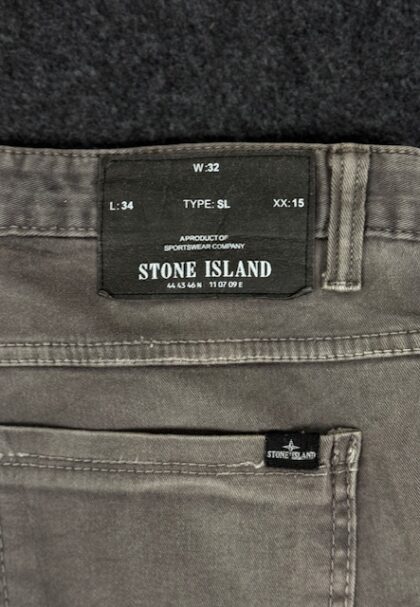 W:32
L:34 TYPE: SL XX:15
A PRODUCT OF
SPORTSWEAR COMPANY
STONE ISLAND
44 43 46 N 11 07 09 E
STONE ISLAND